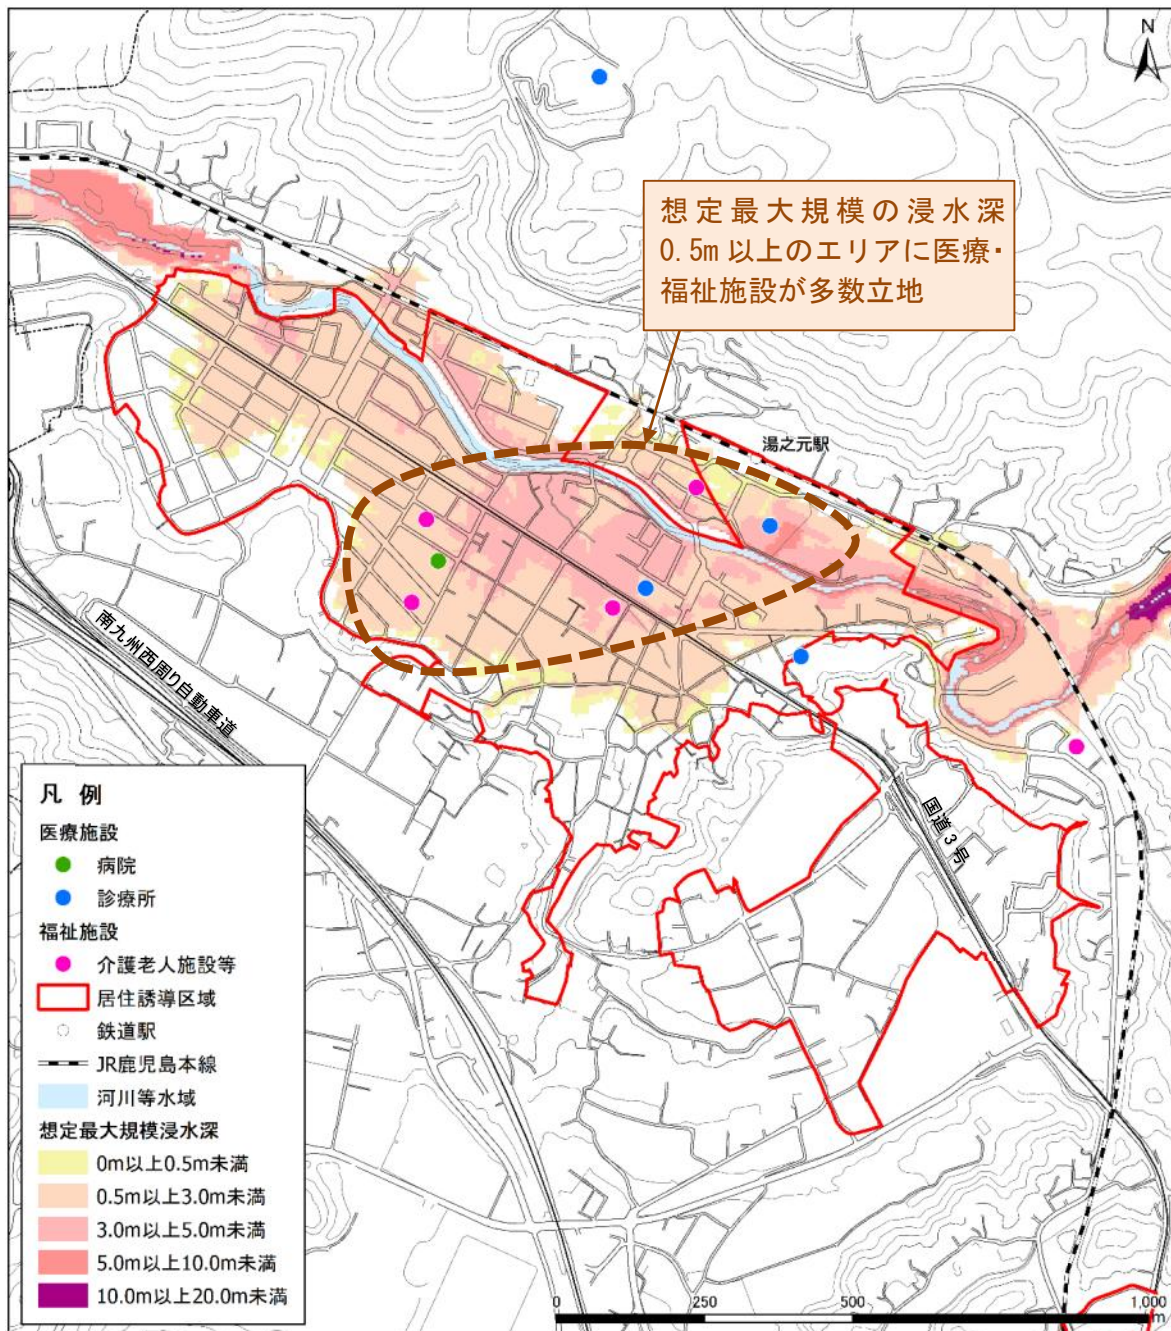 N
想定最大規模の浸水深
0.5m 以上のエリアに医療・
福祉施設が多数立地
湯之元駅
南九州西周り自動車道
国道3号
凡 例
医療施設
病院
診療所
福祉施設
介護老人施設等
居住誘導区域
鉄道駅
JR鹿児島本線
河川等水域
想定最大規模浸水深
0m以上0.5m未満
0.5m以上3.0m未満
3.0m以上5.0m未満
5.0m以上10.0m未満
10.0m以上20.0m未満
0 250 500 1,000
m